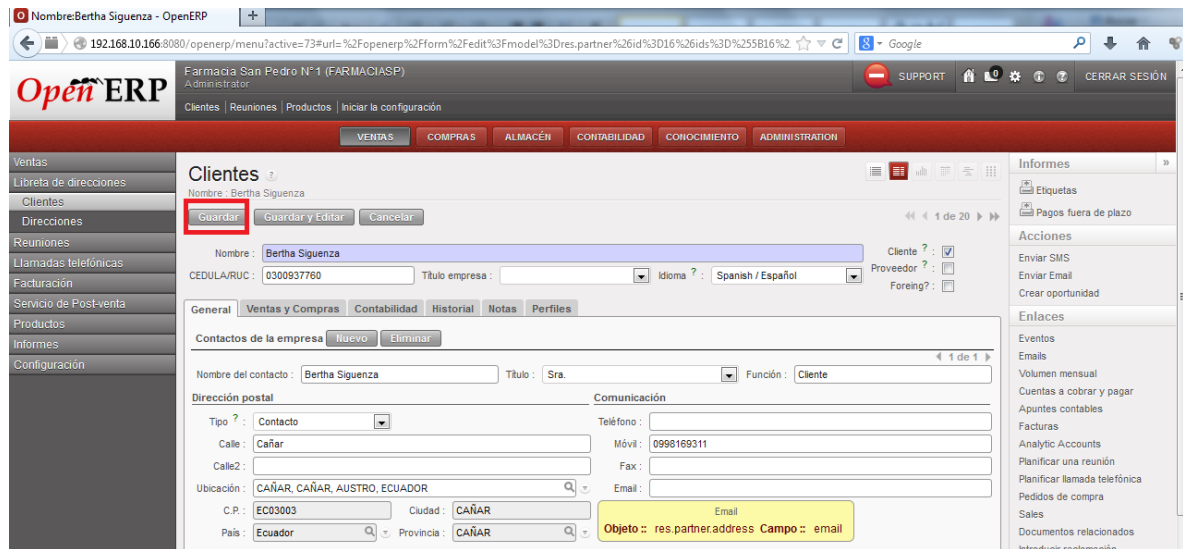 Nombre:Bertha Siguenza - OpenERP
192.168.10.166:8080/openerp/menu?active=73#url=%2Fopenerp%2Fform%2Fedit%3Fmodel%3Dres.partner%26id%3D16%26ids%3D%255B16%2
Google
Open ERP
Farmacia San Pedro N°1 (FARMACIASP)
Administrator
SUPPORT
0
CERRAR SESIÓN
Clientes | Reuniones | Productos | Iniciar la configuración
VENTAS COMPRAS ALMACÉN CONTABILIDAD CONOCIMIENTO ADMINISTRATION
Ventas
Libreta de direcciones
Clientes
Direcciones
Reuniones
Llamadas telefónicas
Facturación
Servicio de Post-venta
Productos
Informes
Configuración
Clientes ?
Nombre : Bertha Siguenza
Guardar Guardar y Editar Cancelar
1 de 20
Nombre : Bertha Siguenza
Cliente ? :
CEDULA/RUC : 0300937760 Título empresa : Idioma ? : Spanish / Español
Proveedor ? :
Foreing? :
General Ventas y Compras Contabilidad Historial Notas Perfiles
Contactos de la empresa Nuevo Eliminar
1 de 1
Nombre del contacto : Bertha Siguenza Título : Sra. Función : Cliente
Dirección postal
Comunicación
Tipo ? : Contacto Teléfono :
Calle : Cañar Móvil : 0998169311
Calle2 : Fax :
Ubicación : CAÑAR, CAÑAR, AUSTRO, ECUADOR Email :
C.P. : EC03003 Ciudad : CAÑAR
País : Ecuador Provincia : CAÑAR
Email
Objeto :: res.partner.address Campo :: email
Informes »
Etiquetas
Pagos fuera de plazo
Acciones
Enviar SMS
Enviar Email
Crear oportunidad
Enlaces
Eventos
Emails
Volumen mensual
Cuentas a cobrar y pagar
Apuntes contables
Facturas
Analytic Accounts
Planificar una reunión
Planificar llamada telefónica
Pedidos de compra
Sales
Documentos relacionados
Introducir reclamación